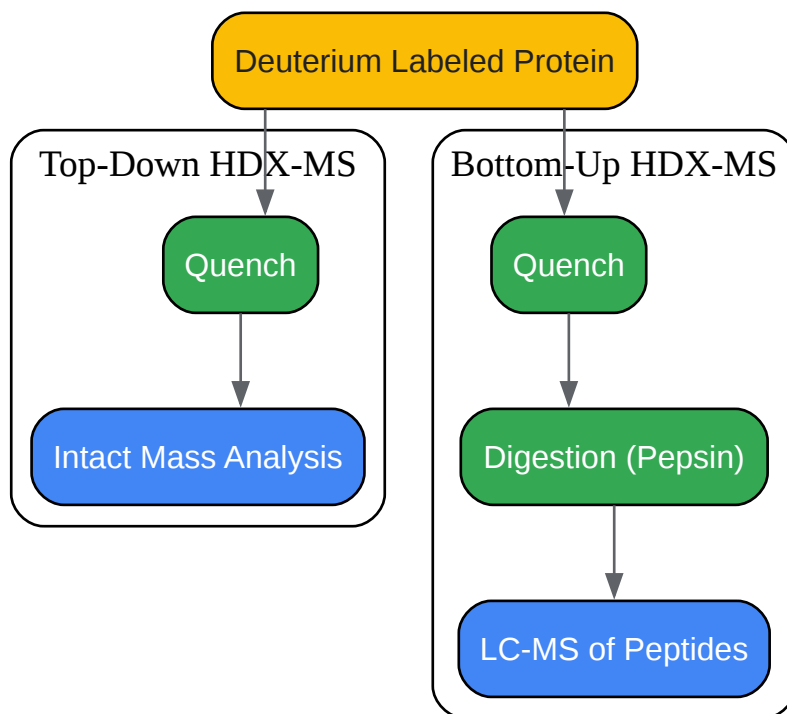 Deuterium Labeled Protein
Top-Down HDX-MS
Quench
Intact Mass Analysis
Bottom-Up HDX-MS
Quench
Digestion (Pepsin)
LC-MS of Peptides